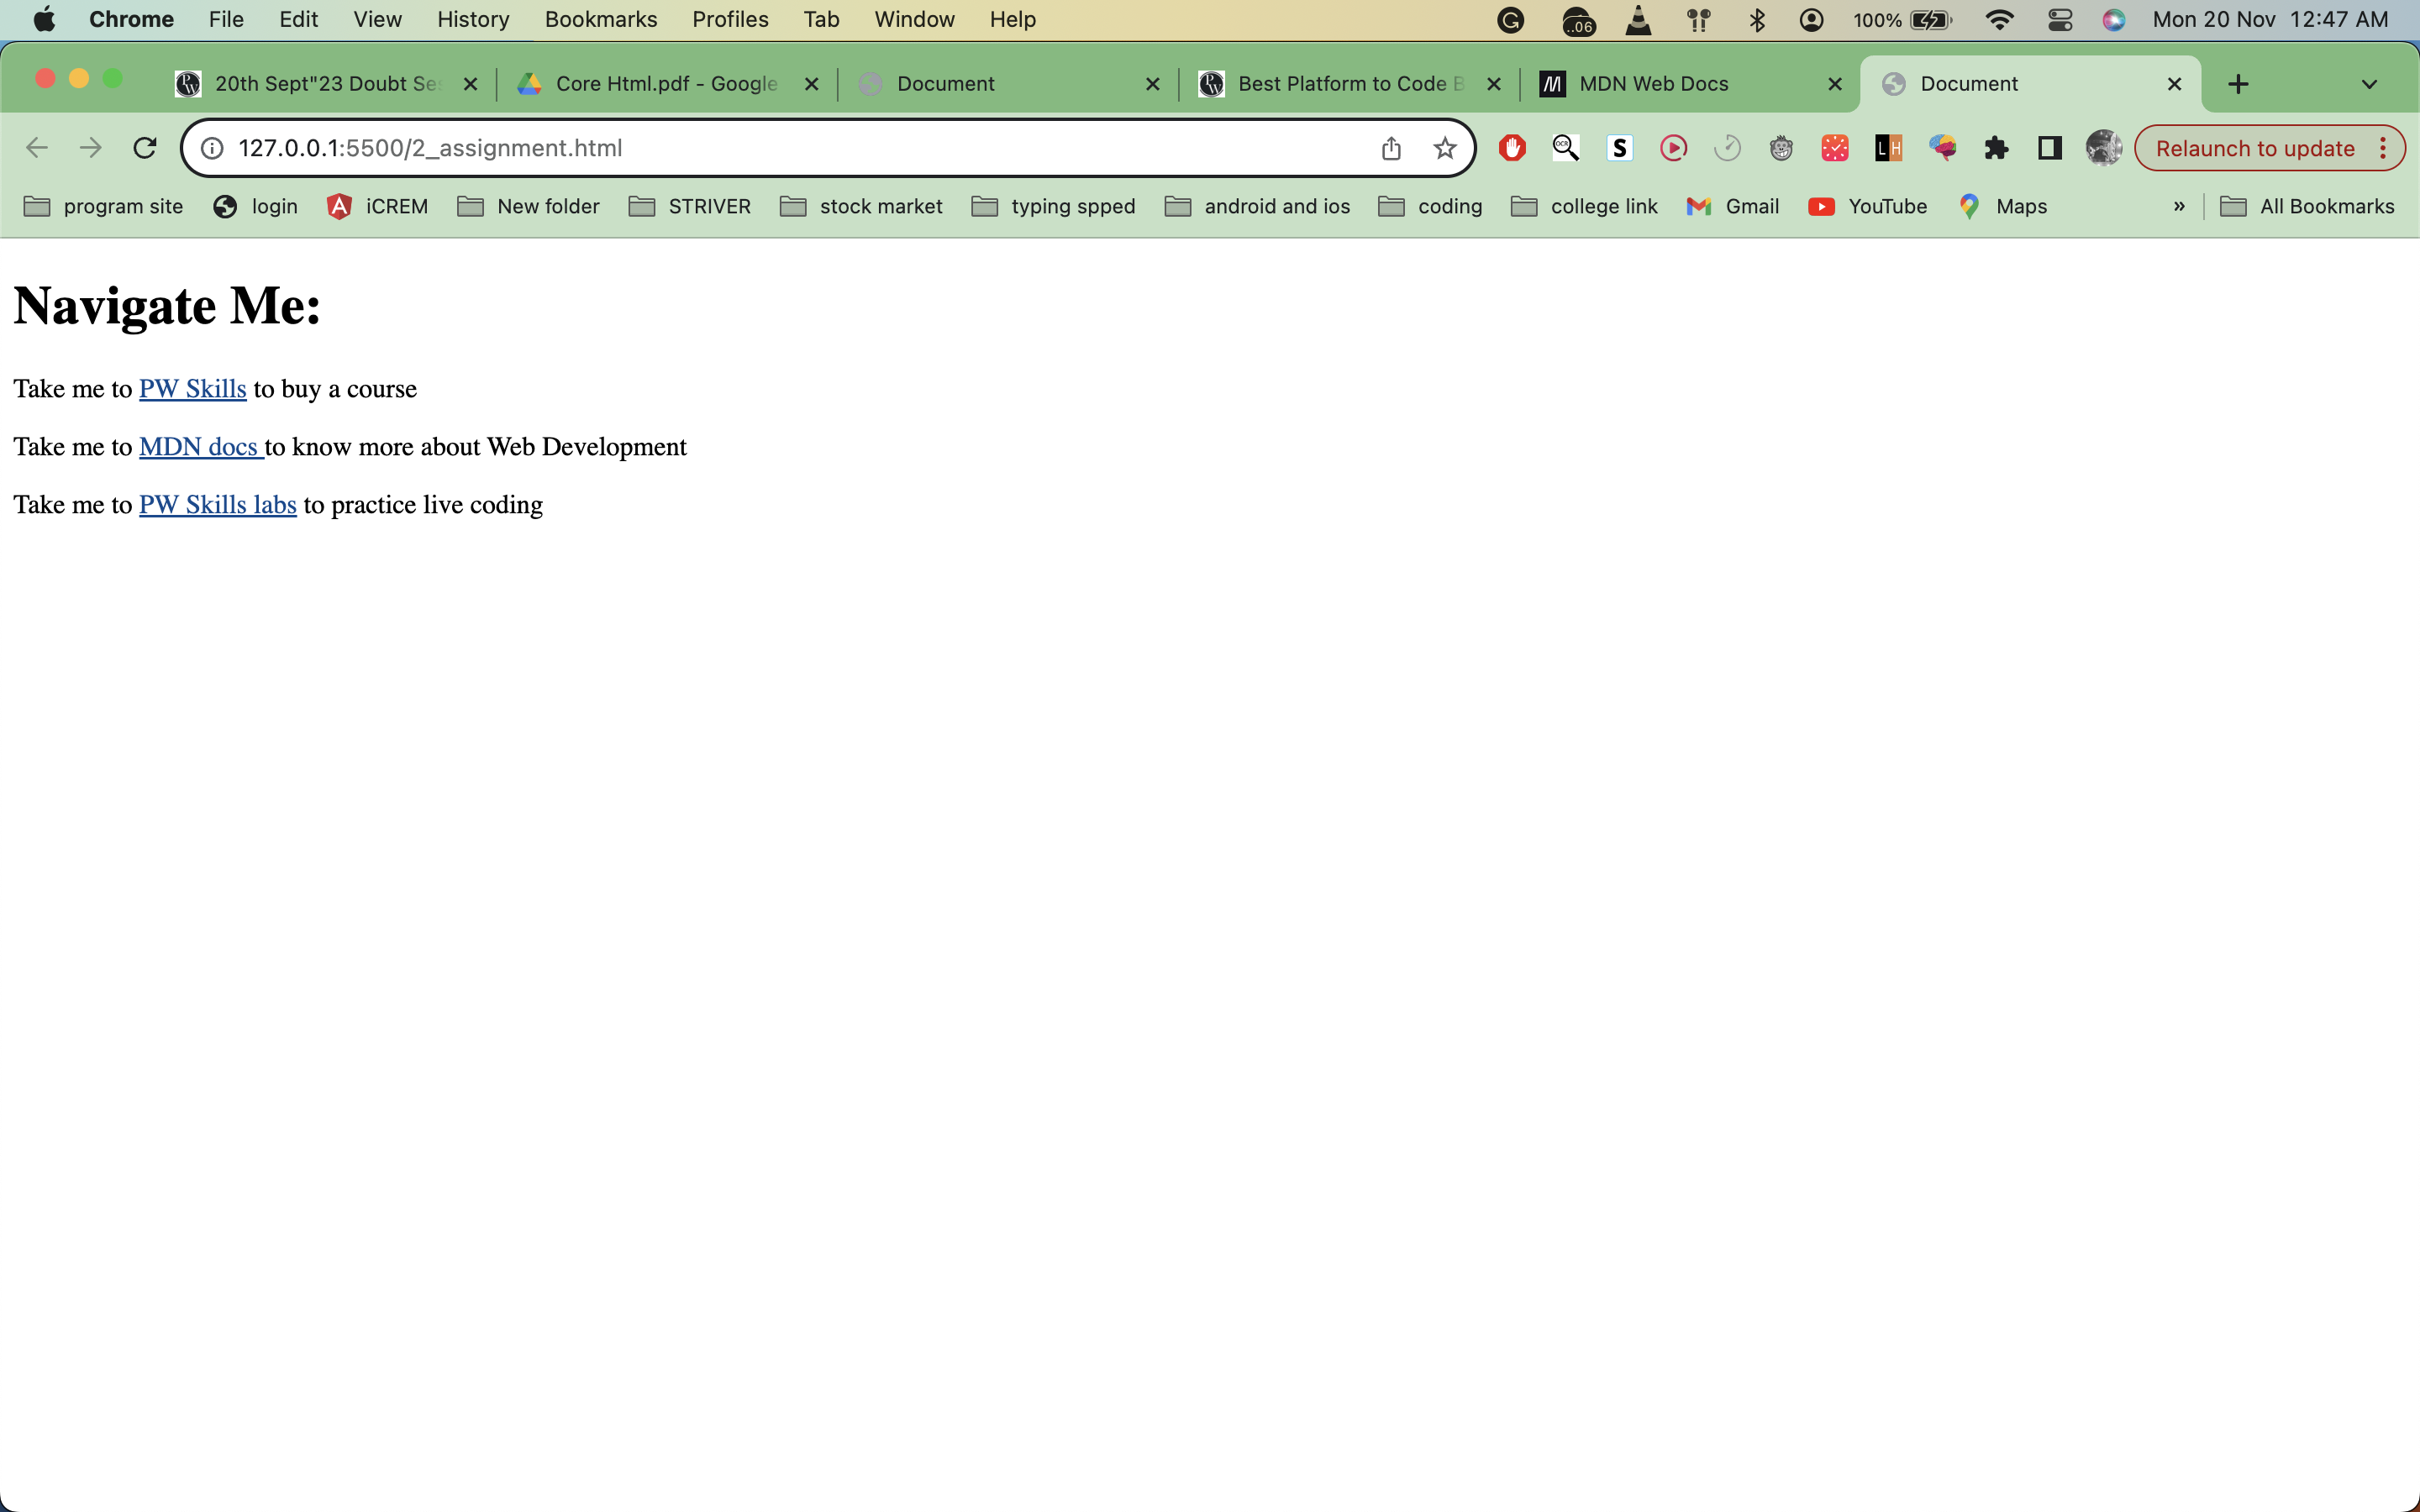 Chrome File Edit View History Bookmarks Profiles Tab Window Help ..06 100% Mon 20 Nov 12:47 AM
20th Sept"23 Doubt Ses Core Html.pdf - Google Document Best Platform to Code MDN Web Docs Document
127.0.0.1:5500/2_assignment.html OCR S LH Relaunch to update
program site login iCREM New folder STRIVER stock market typing spped android and ios coding college link Gmail YouTube Maps » All Bookmarks
Navigate Me:
Take me to PW Skills to buy a course
Take me to MDN docs to know more about Web Development
Take me to PW Skills labs to practice live coding